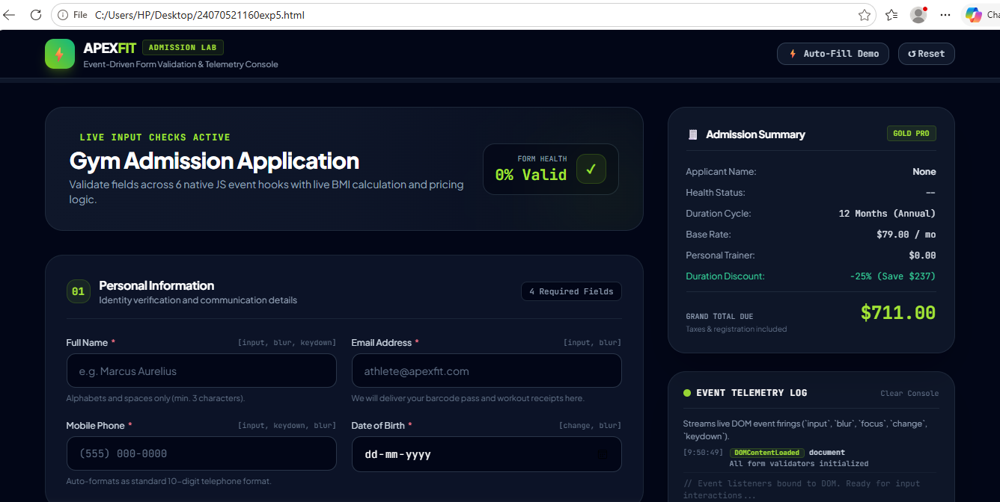 File C:/Users/HP/Desktop/24070521160exp5.html
Cha
APEXFIT ADMISSION LAB
Event-Driven Form Validation & Telemetry Console
Auto-Fill Demo
↺ Reset
LIVE INPUT CHECKS ACTIVE
Gym Admission Application
Validate fields across 6 native JS event hooks with live BMI calculation and pricing
logic.
FORM HEALTH
0% Valid ✓
01
Personal Information
Identity verification and communication details
4 Required Fields
Full Name * [input, blur, keydown]
e.g. Marcus Aurelius
Alphabets and spaces only (min. 3 characters).
Email Address * [input, blur]
athlete@apexfit.com
We will deliver your barcode pass and workout receipts here.
Mobile Phone * [input, keydown, blur]
(555) 000-0000
Auto-formats as standard 10-digit telephone format.
Date of Birth * [change, blur]
dd-mm-yyyy
Admission Summary GOLD PRO
Applicant Name: None
Health Status: --
Duration Cycle: 12 Months (Annual)
Base Rate: $79.00 / mo
Personal Trainer: $0.00
Duration Discount: -25% (Save $237)
GRAND TOTAL DUE $711.00
Taxes & registration included
EVENT TELEMETRY LOG Clear Console
Streams live DOM event firings (`input`, `blur`, `focus`, `change`,
`keydown`).
[9:50:49] DOMContentLoaded document
All form validators initialized
// Event listeners bound to DOM. Ready for input
interactions...